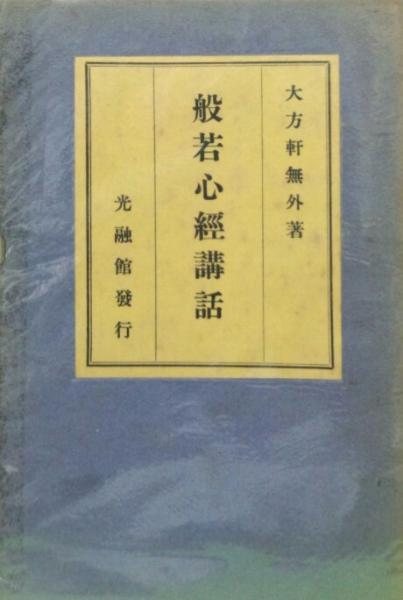 大方軒無外著
般若心經講話
光融館發行